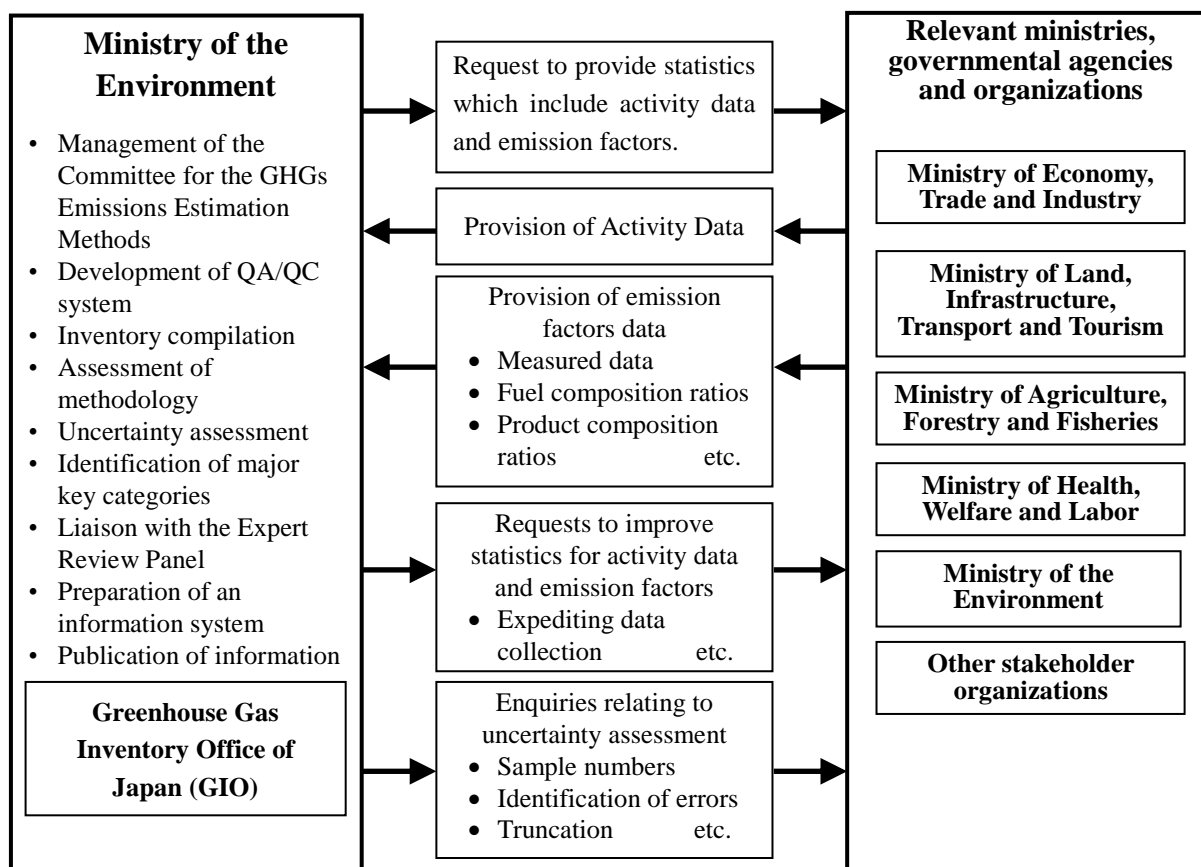 Ministry of the
Environment
• Management of the
Committee for the GHGs
Emissions Estimation
Methods
• Development of QA/QC
system
• Inventory compilation
• Assessment of
methodology
• Uncertainty assessment
• Identification of major
key categories
• Liaison with the Expert
Review Panel
• Preparation of an
information system
• Publication of information
Greenhouse Gas
Inventory Office of
Japan (GIO)
Request to provide statistics
which include activity data
and emission factors.
Provision of Activity Data
Provision of emission
factors data
• Measured data
• Fuel composition ratios
• Product composition
ratios etc.
Requests to improve
statistics for activity data
and emission factors
• Expediting data
collection etc.
Enquiries relating to
uncertainty assessment
• Sample numbers
• Identification of errors
• Truncation etc.
Relevant ministries,
governmental agencies
and organizations
Ministry of Economy,
Trade and Industry
Ministry of Land,
Infrastructure,
Transport and Tourism
Ministry of Agriculture,
Forestry and Fisheries
Ministry of Health,
Welfare and Labor
Ministry of the
Environment
Other stakeholder
organizations